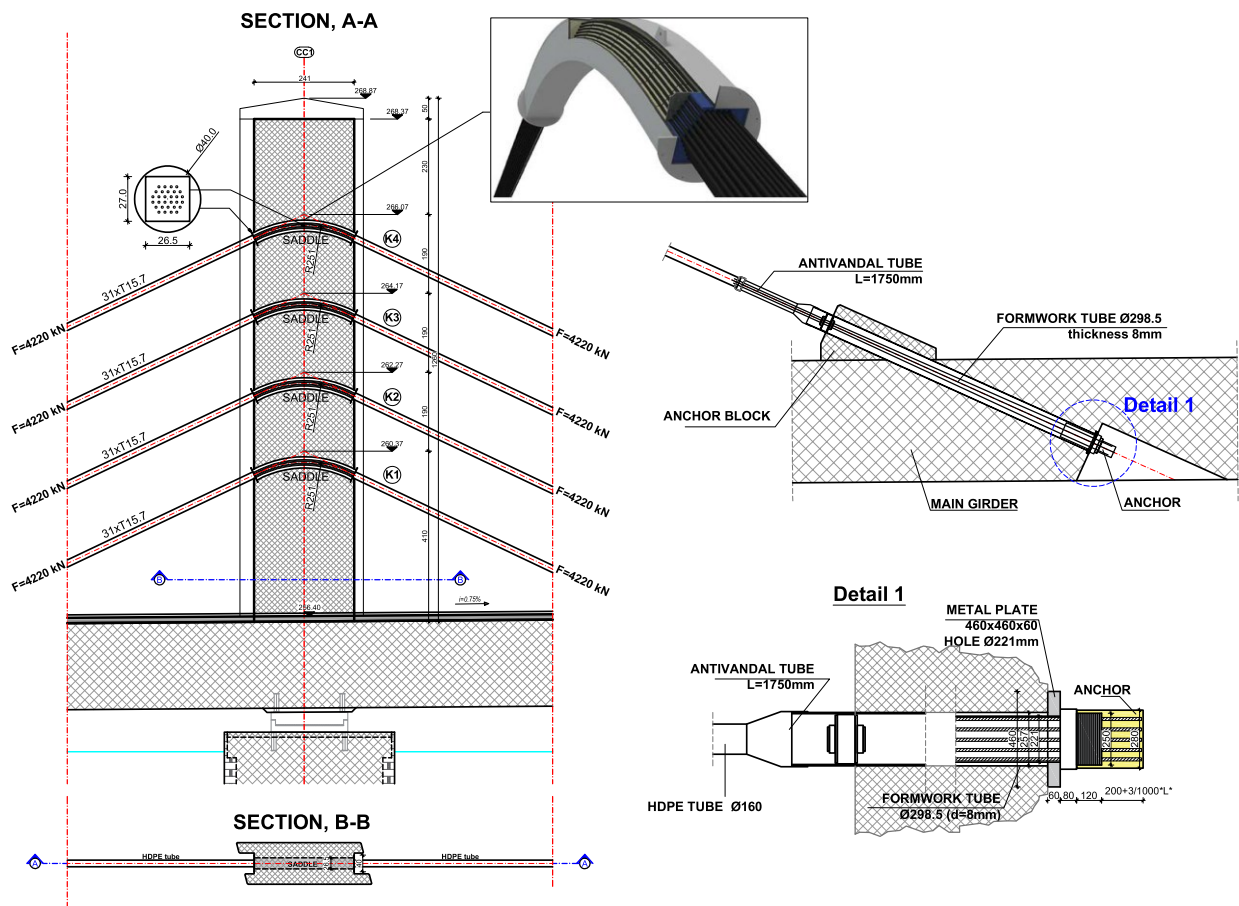 SECTION, A-A
CC1
241
268.87
268.37
50
230
Ø40.0
27.0
26.5
266.07
SADDLE
K4
R251
190
31xT15.7
F=4220 kN
F=4220 kN
264.17
SADDLE
K3
R251
190
1260
31xT15.7
F=4220 kN
F=4220 kN
262.27
SADDLE
K2
R251
190
31xT15.7
F=4220 kN
F=4220 kN
260.37
SADDLE
K1
R251
410
31xT15.7
F=4220 kN
F=4220 kN
B
B
i=0.75%
256.40
SECTION, B-B
HDPE tube
SADDLE
40
HDPE tube
A
A
ANTIVANDAL TUBE
L=1750mm
FORMWORK TUBE Ø298.5
thickness 8mm
ANCHOR BLOCK
Detail 1
MAIN GIRDER
ANCHOR
Detail 1
METAL PLATE
460x460x60
HOLE Ø221mm
ANTIVANDAL TUBE
L=1750mm
ANCHOR
460
257
221
250
280
60
80
120
200+3/1000*L*
HDPE TUBE Ø160
FORMWORK TUBE
Ø298.5 (d=8mm)